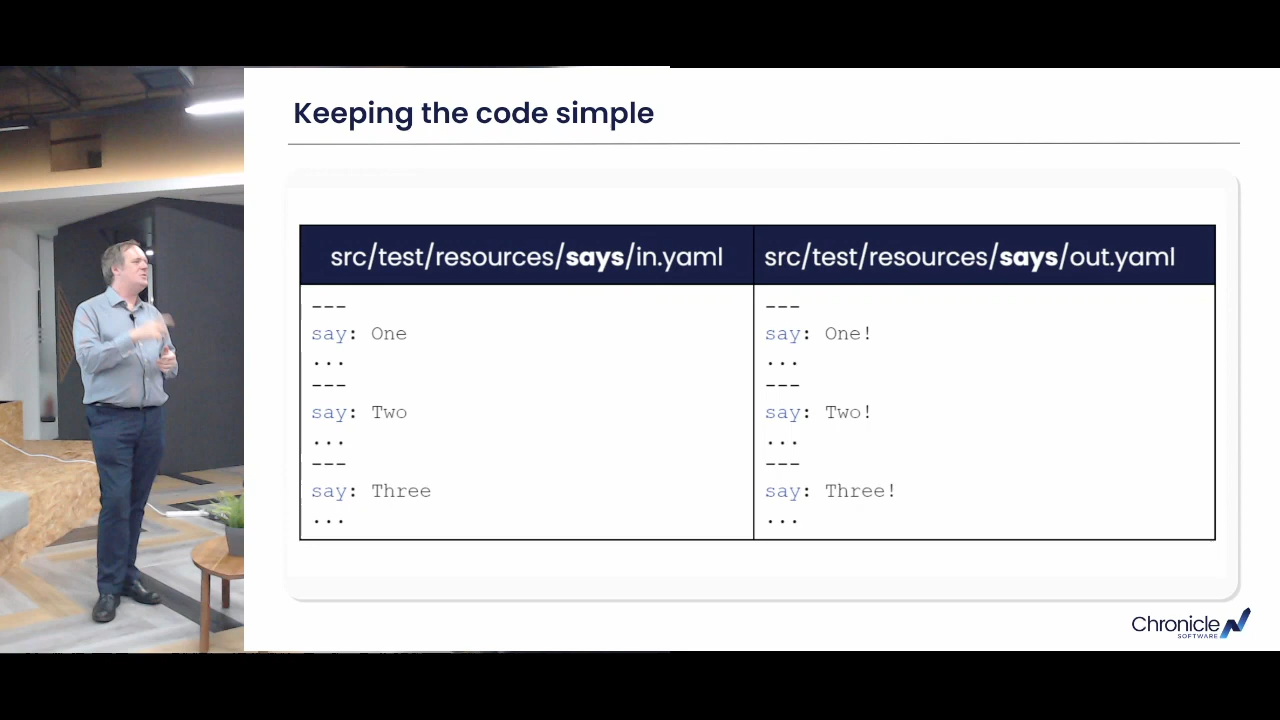 Keeping the code simple
src/test/resources/says/in.yaml
---
say: One
...
---
say: Two
...
---
say: Three
...
src/test/resources/says/out.yaml
---
say: One!
...
---
say: Two!
...
---
say: Three!
...
Chronicle
SOFTWARE